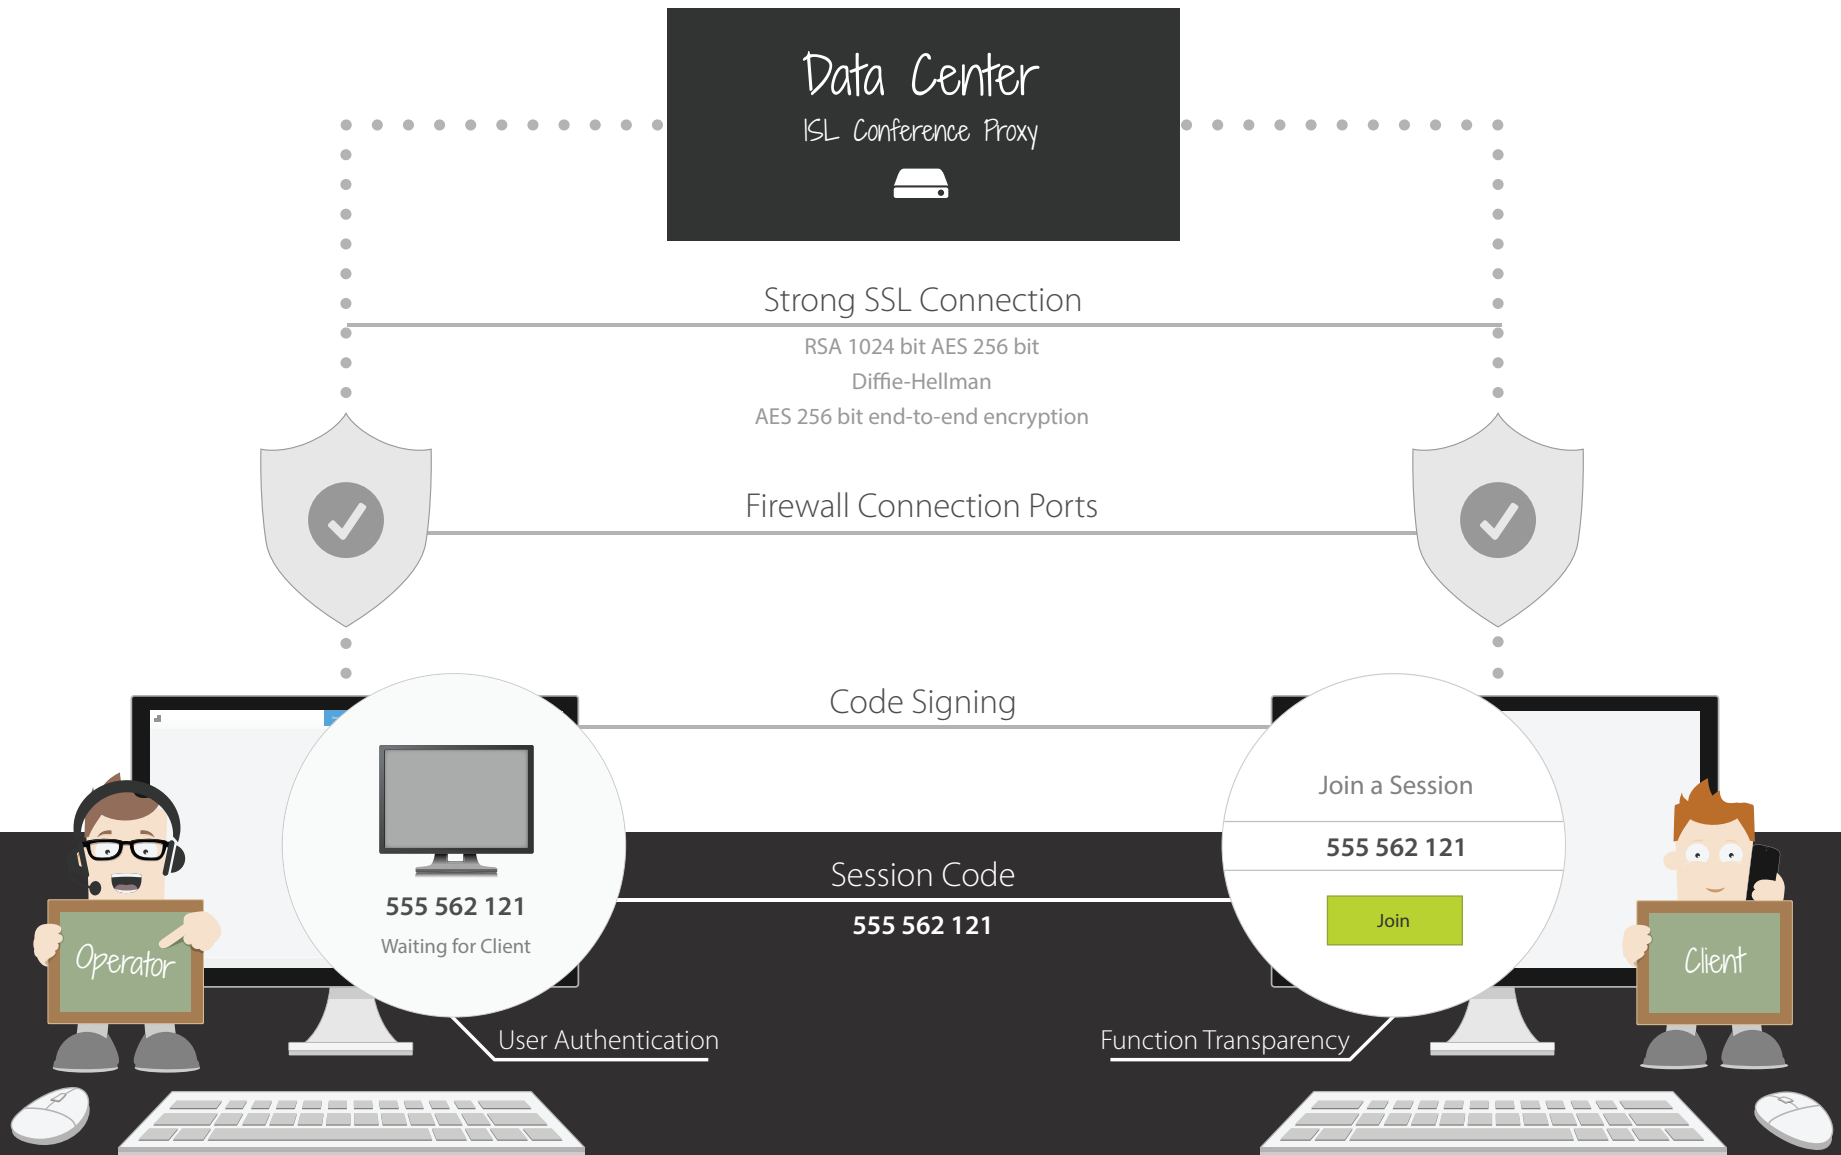 Data Center
ISL Conference Proxy
Strong SSL Connection
RSA 1024 bit AES 256 bit
Diffie-Hellman
AES 256 bit end-to-end encryption
Firewall Connection Ports
Code Signing
Join a Session
555 562 121
Join
Session Code
555 562 121
555 562 121
Waiting for Client
Operator
Client
User Authentication
Function Transparency